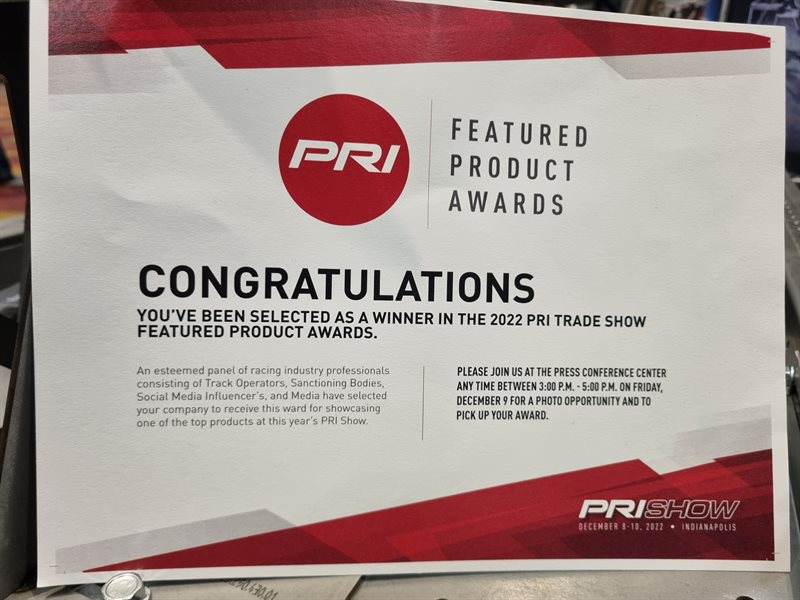 PRI
FEATURED
PRODUCT
AWARDS
CONGRATULATIONS
YOU'VE BEEN SELECTED AS A WINNER IN THE 2022 PRI TRADE SHOW
FEATURED PRODUCT AWARDS.
An esteemed panel of racing industry professionals
consisting of Track Operators, Sanctioning Bodies,
Social Media Influencer's, and Media have selected
your company to receive this ward for showcasing
one of the top products at this year's PRI Show.
PLEASE JOIN US AT THE PRESS CONFERENCE CENTER
ANY TIME BETWEEN 3:00 P.M. - 5:00 P.M. ON FRIDAY,
DECEMBER 9 FOR A PHOTO OPPORTUNITY AND TO
PICK UP YOUR AWARD.
PRISHOW
DECEMBER 8-10, 2022 • INDIANAPOLIS